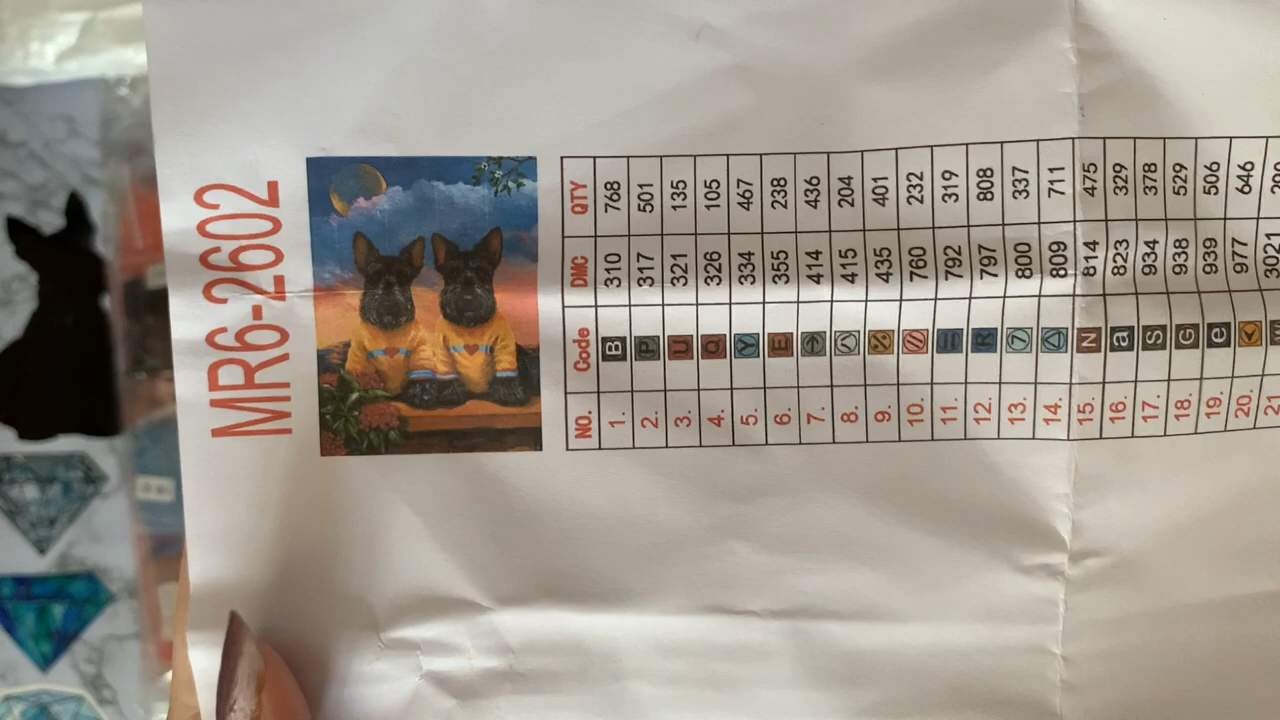 MR6-2602
NO. Code DMC QTY
1. B 310 768
2. P 317 501
3. U 321 135
4. Q 326 105
5. Y 334 467
6. E 355 238
7. 414 436
8. 415 204
9. % 435 401
10. 760 232
11. = 792 319
12. R 797 808
13. 7 800 337
14. △ 809 711
15. N 814 475
16. a 823 329
17. S 934 378
18. G 938 529
19. e 939 506
20. < 977 646
21 3021